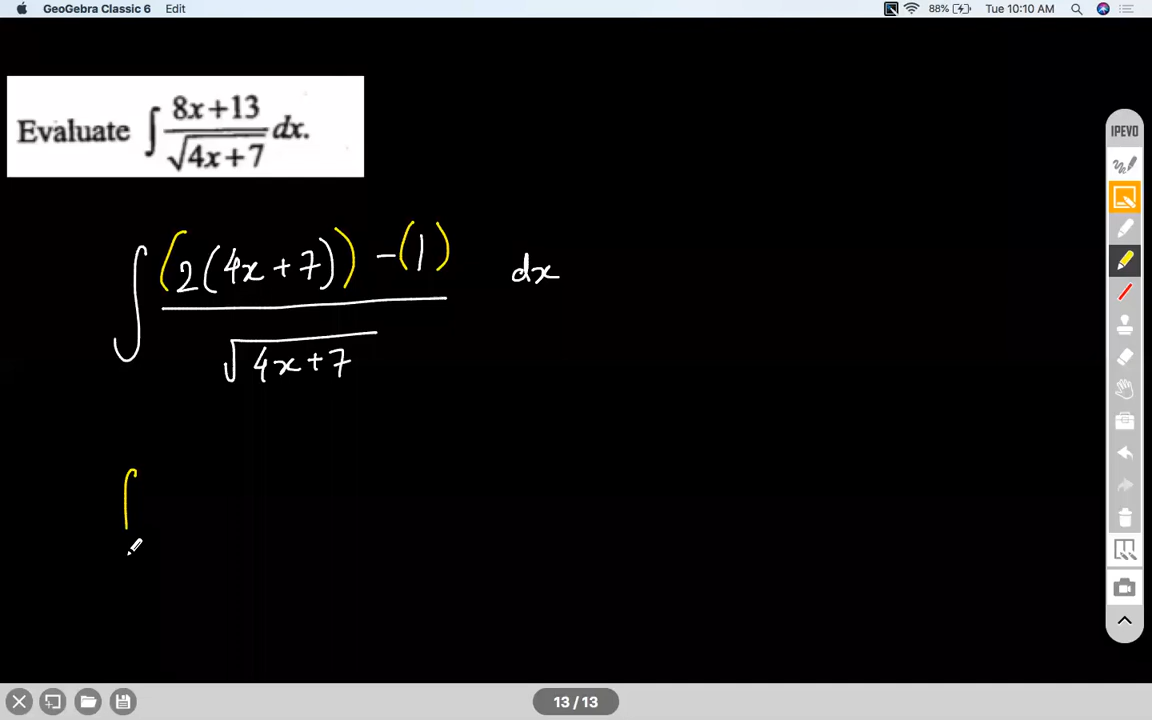 GeoGebra Classic 6 Edit 88% Tue 10:10 AM
Evaluate ∫ (8x+13)/√(4x+7) dx.
IPEVO
∫ ((2(4x+7)) - (1))/√(4x+7) dx
∫
13 / 13